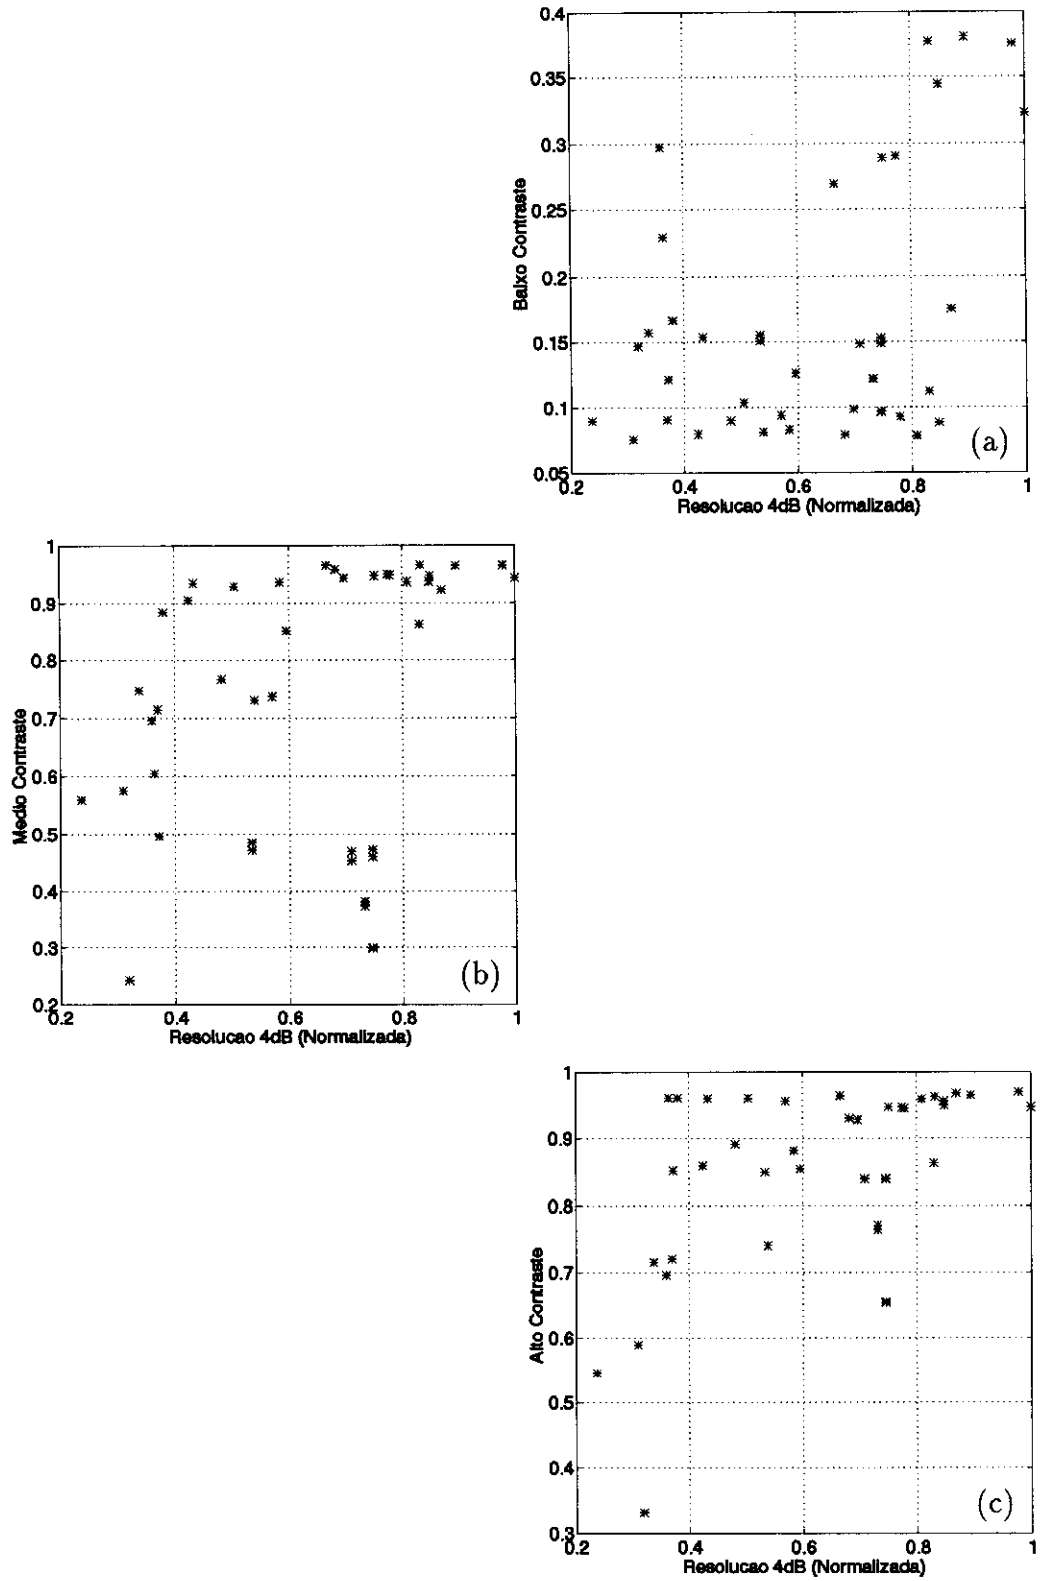 0.4
0.35
0.3
0.25
0.2
0.15
0.1
0.05
Baixo Contraste
(a)
0.2 0.4 0.6 0.8 1
Resolucao 4dB (Normalizada)
1
0.9
0.8
0.7
0.6
0.5
0.4
0.3
0.2
Medio Contraste
(b)
0.2 0.4 0.6 0.8 1
Resolucao 4dB (Normalizada)
1
0.9
0.8
0.7
0.6
0.5
0.4
0.3
Alto Contraste
(c)
0.2 0.4 0.6 0.8 1
Resolucao 4dB (Normalizada)